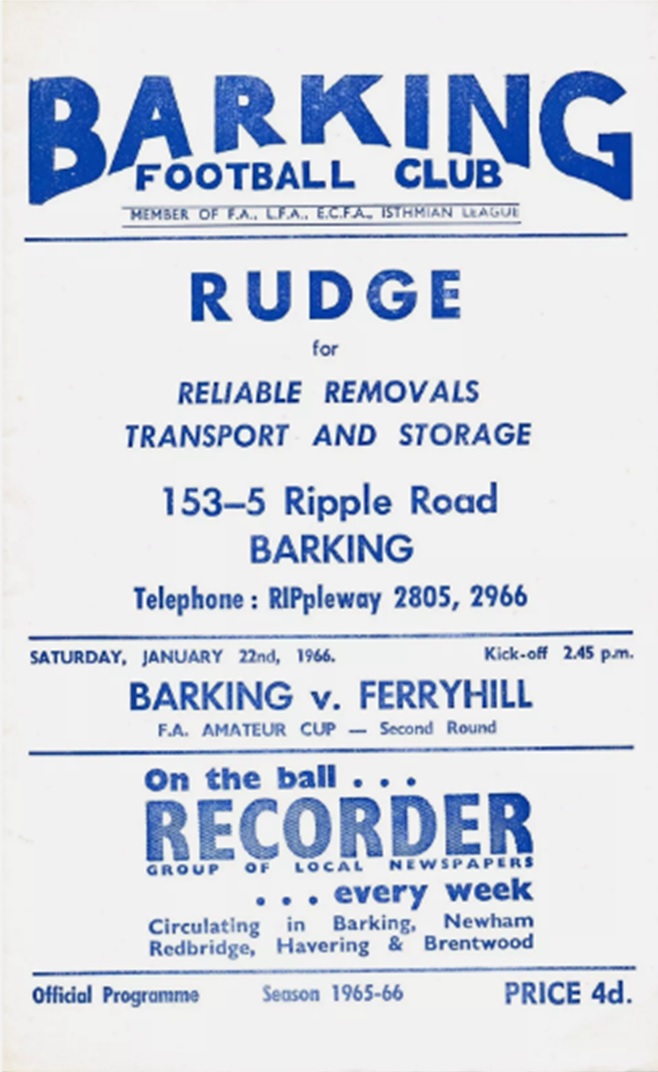 BARKING
FOOTBALL CLUB
MEMBER OF F.A., L.F.A., E.C.F.A., ISTHMIAN LEAGUE
RUDGE
for
RELIABLE REMOVALS
TRANSPORT AND STORAGE
153–5 Ripple Road
BARKING
Telephone : RIPpleway 2805, 2966
SATURDAY, JANUARY 22nd, 1966. Kick-off 2.45 p.m.
BARKING v. FERRYHILL
F.A. AMATEUR CUP — Second Round
On the ball . . .
RECORDER
GROUP OF LOCAL NEWSPAPERS
. . . every week
Circulating in Barking, Newham
Redbridge, Havering & Brentwood
Official Programme Season 1965-66 PRICE 4d.